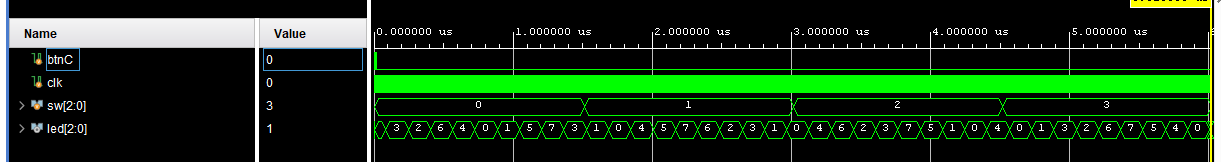 Name Value 0.000000 us 1.000000 us 2.000000 us 3.000000 us 4.000000 us 5.000000 us
btnC 0
clk 0
sw[2:0] 3 0 1 2 3
led[2:0] 1 3 2 6 4 0 1 5 7 3 1 0 4 5 7 6 2 3 1 0 4 6 2 3 7 5 1 0 4 0 1 3 2 6 7 5 4 0